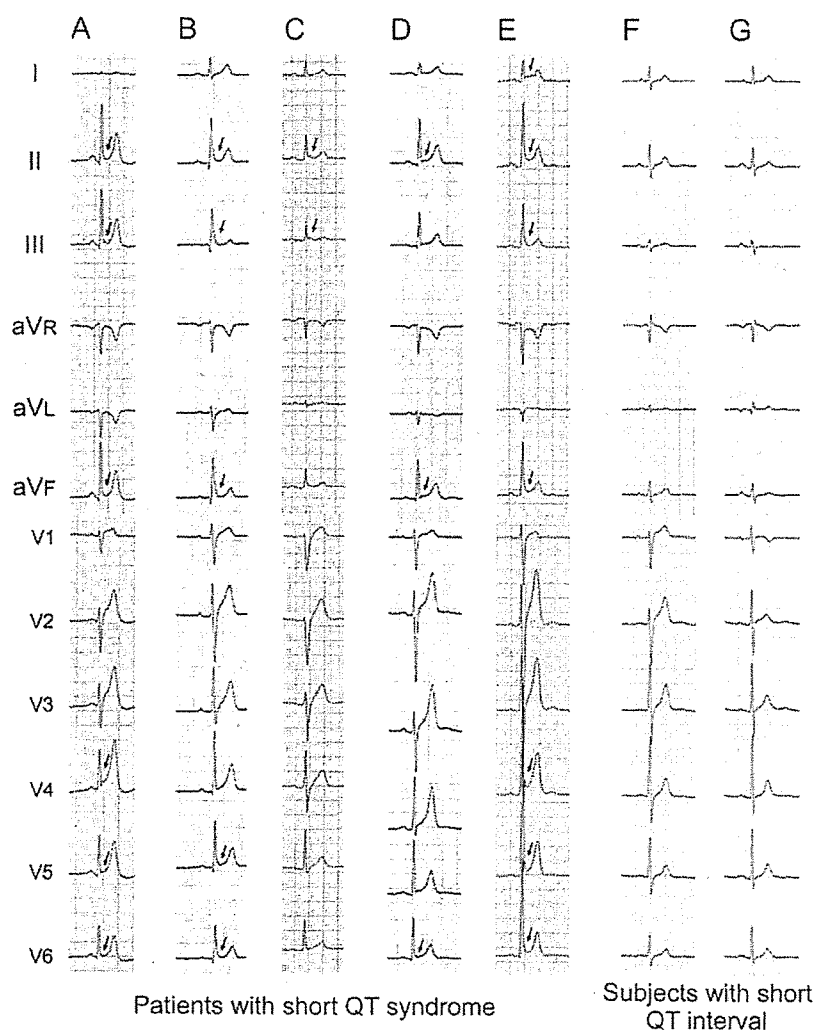 A B C D E F G
I
II
III
aVR
aVL
aVF
V1
V2
V3
V4
V5
V6
Patients with short QT syndrome
Subjects with short
QT interval